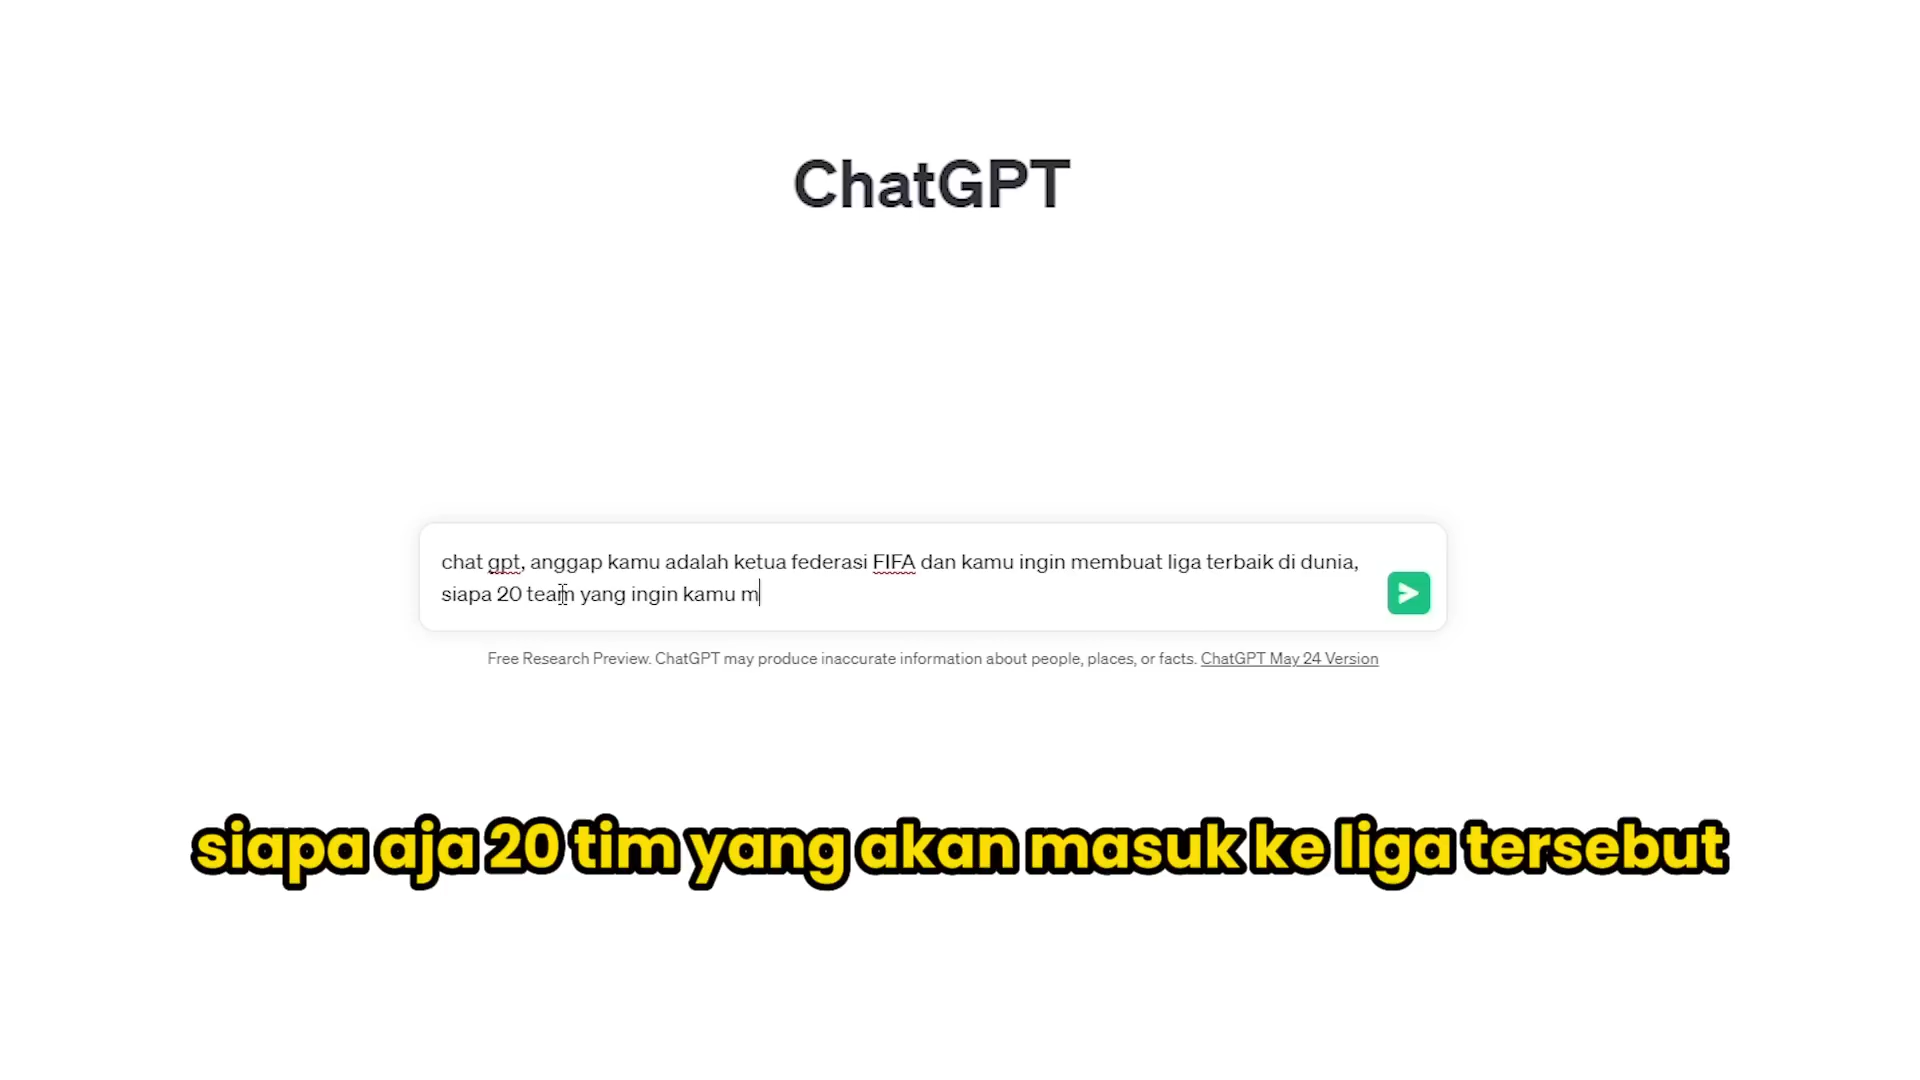 ChatGPT
chat gpt, anggap kamu adalah ketua federasi FIFA dan kamu ingin membuat liga terbaik di dunia,
siapa 20 team yang ingin kamu m
Free Research Preview. ChatGPT may produce inaccurate information about people, places, or facts. ChatGPT May 24 Version
siapa aja 20 tim yang akan masuk ke liga tersebut